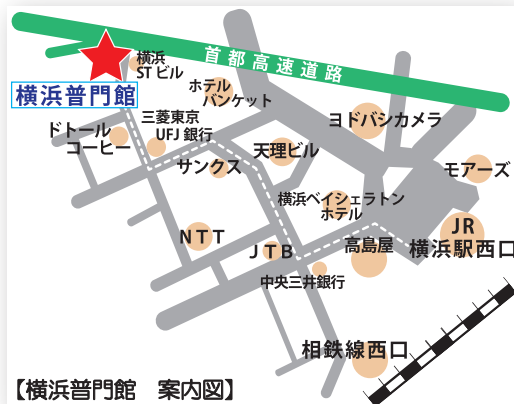 首都高速道路
横浜
STビル
横浜普門館
ホテル
バンケット
三菱東京
UFJ 銀行
ドトール
コーヒー
ヨドバシカメラ
サンクス
天理ビル
モアーズ
横浜ベイシェラトン
ホテル
JR
横浜駅西口
NTT
JTB
高島屋
中央三井銀行
相鉄線西口
【横浜普門館 案内図】